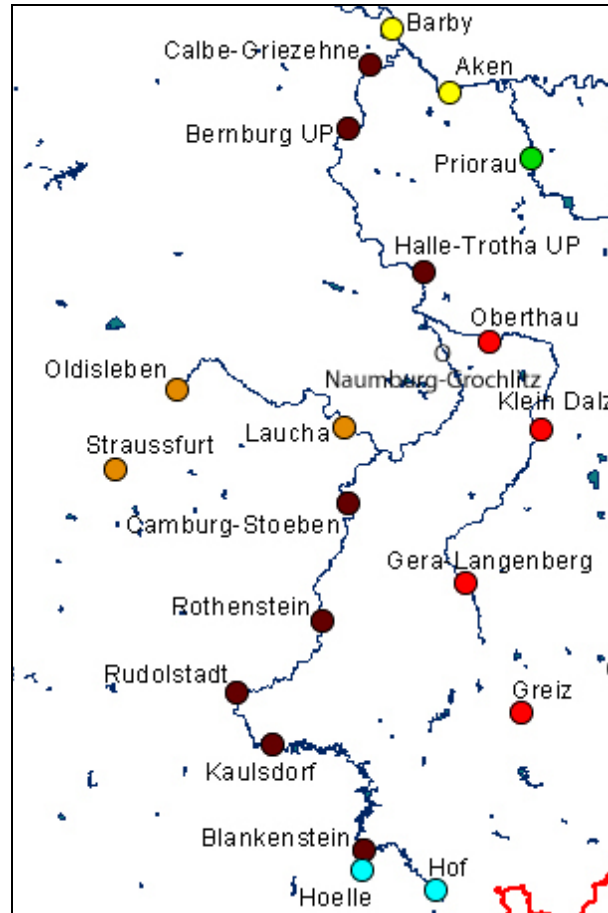 Barby
Calbe-Griezehne
Aken
Bernburg UP
Priorau
Halle-Trotha UP
Oberthau
Oldisleben
Naumburg-Grochlitz
Klein Dalz
Laucha
Straussfurt
Camburg-Stoeben
Gera-Langenberg
Rothenstein
Rudolstadt
Greiz
Kaulsdorf
Blankenstein
Hof
Hoelle